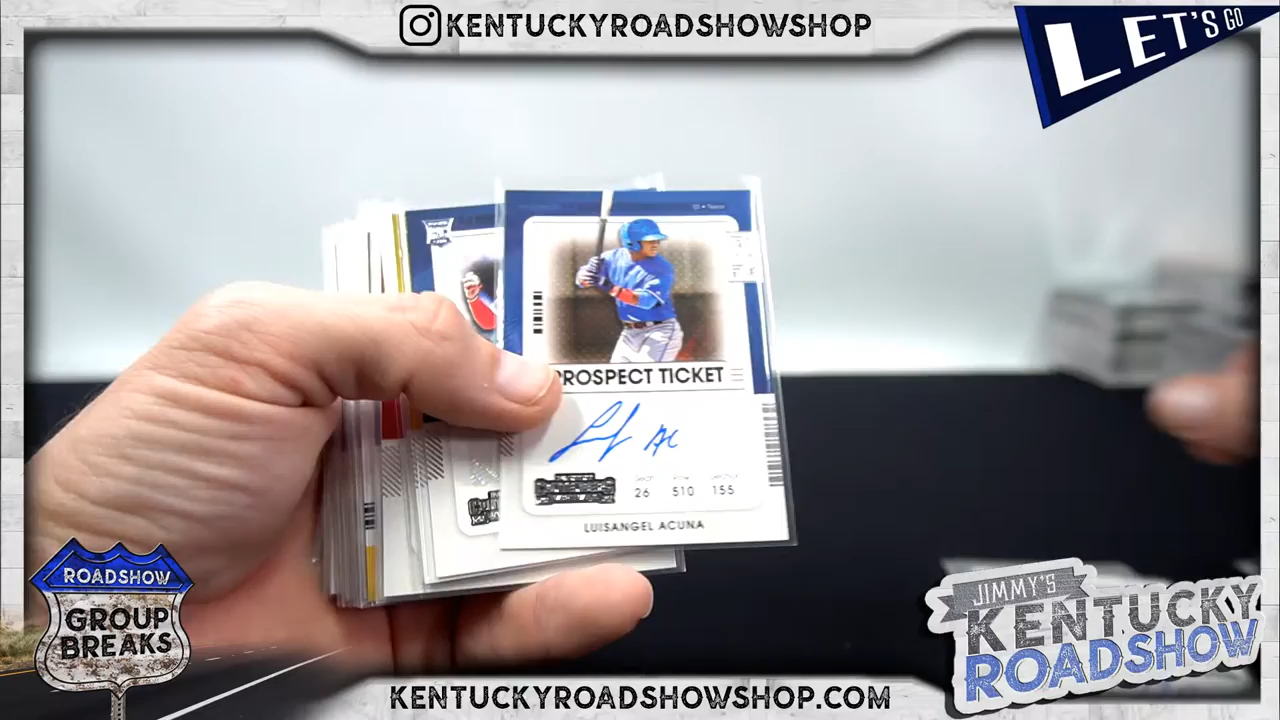 KENTUCKYROADSHOWSHOP
LET'S GO
PROSPECT TICKET
26 510 155
LUISANGEL ACUNA
ROADSHOW
GROUP
BREAKS
JIMMY'S
KENTUCKY
ROADSHOW
KENTUCKYROADSHOWSHOP.COM